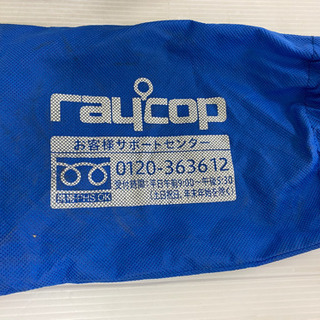 raycop
お客様サポートセンター
0120-363612
携帯・PHS OK
受付時間:平日午前9:00〜午後5:30
(土日祝日、年末年始を除く)